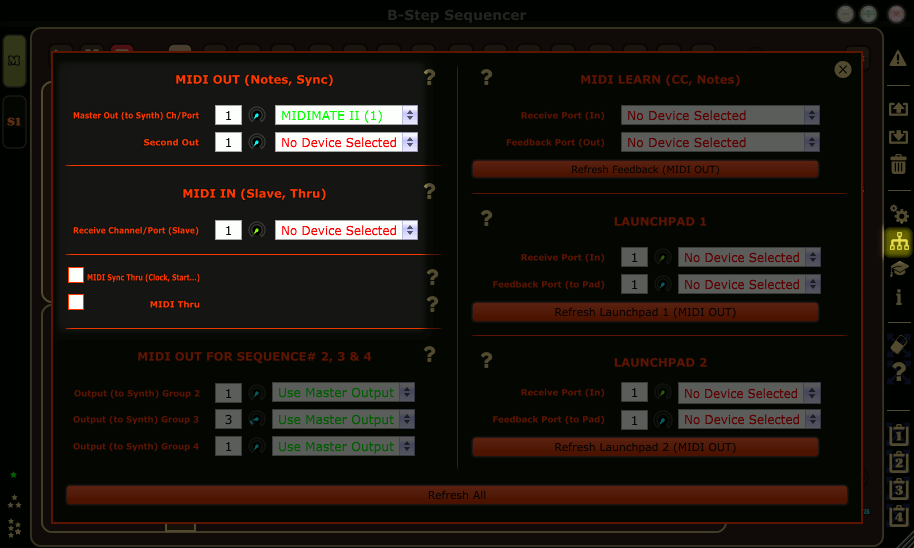 B-Step Sequencer
M
S1
MIDI OUT (Notes, Sync)
?
Master Out (to Synth) Ch/Port
1
MIDIMATE II (1)
Second Out
1
No Device Selected
MIDI IN (Slave, Thru)
?
Receive Channel/Port (Slave)
1
No Device Selected
MIDI Sync Thru (Clock, Start...)
?
MIDI Thru
?
MIDI OUT FOR SEQUENCE# 2, 3 & 4
?
Output (to Synth) Group 2
1
Use Master Output
Output (to Synth) Group 3
3
Use Master Output
Output (to Synth) Group 4
1
Use Master Output
?
MIDI LEARN (CC, Notes)
Receive Port (In)
No Device Selected
Feedback Port (Out)
No Device Selected
Refresh Feedback (MIDI OUT)
?
LAUNCHPAD 1
Receive Port (In)
1
No Device Selected
Feedback Port (to Pad)
1
No Device Selected
Refresh Launchpad 1 (MIDI OUT)
?
LAUNCHPAD 2
Receive Port (In)
1
No Device Selected
Feedback Port (to Pad)
1
No Device Selected
Refresh Launchpad 2 (MIDI OUT)
Refresh All
i
?
1
2
3
4